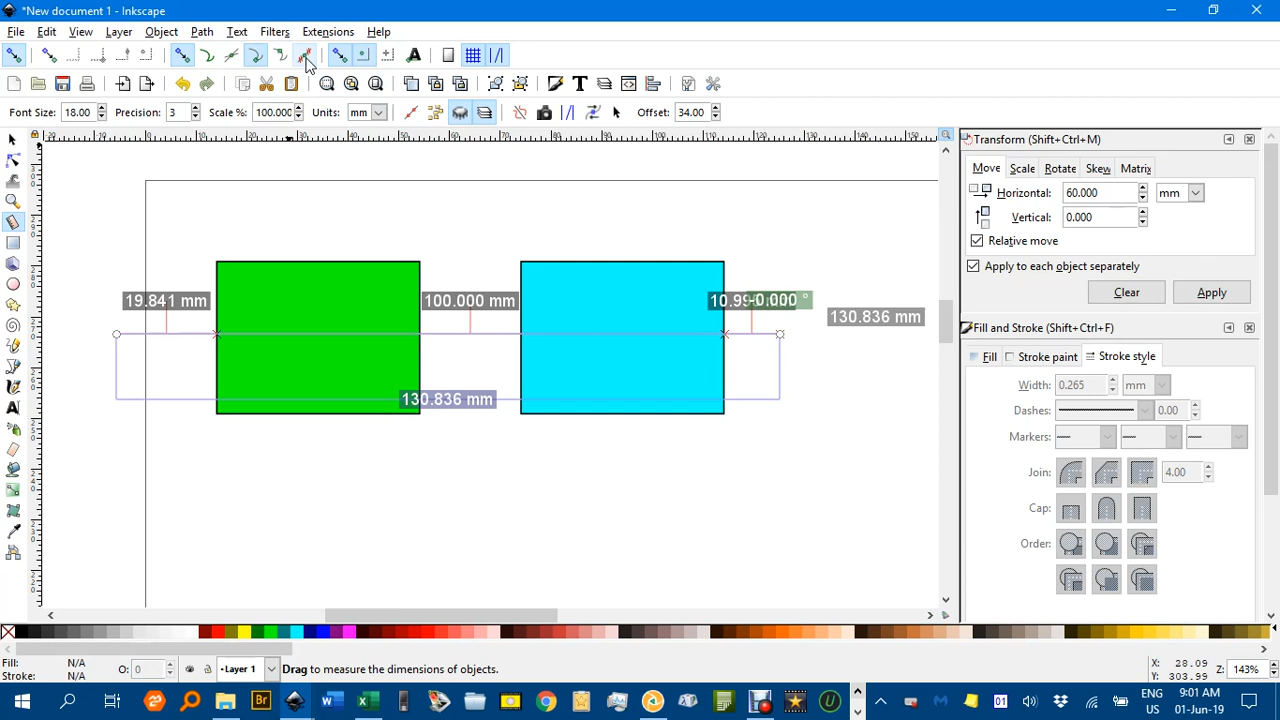 *New document 1 - Inkscape
File Edit View Layer Object Path Text Filters Extensions Help
Font Size: 18.00 Precision: 3 Scale %: 100.000 Units: mm Offset: 34.00
Transform (Shift+Ctrl+M)
Move Scale Rotate Skew Matrix
Horizontal: 60.000 mm
Vertical: 0.000
Relative move
Apply to each object separately
Clear Apply
19.841 mm 100.000 mm -0.000 °
130.836 mm
130.836 mm
Fill and Stroke (Shift+Ctrl+F)
Fill Stroke paint Stroke style
Width: 0.265 mm
Dashes: 0.00
Markers:
Join: 4.00
Cap:
Order:
Fill: N/A
Stroke: N/A
O: 0
Layer 1
Drag to measure the dimensions of objects.
X: 28.09
Y: 303.99
Z: 143%
ENG
US
9:01 AM
01-Jun-19